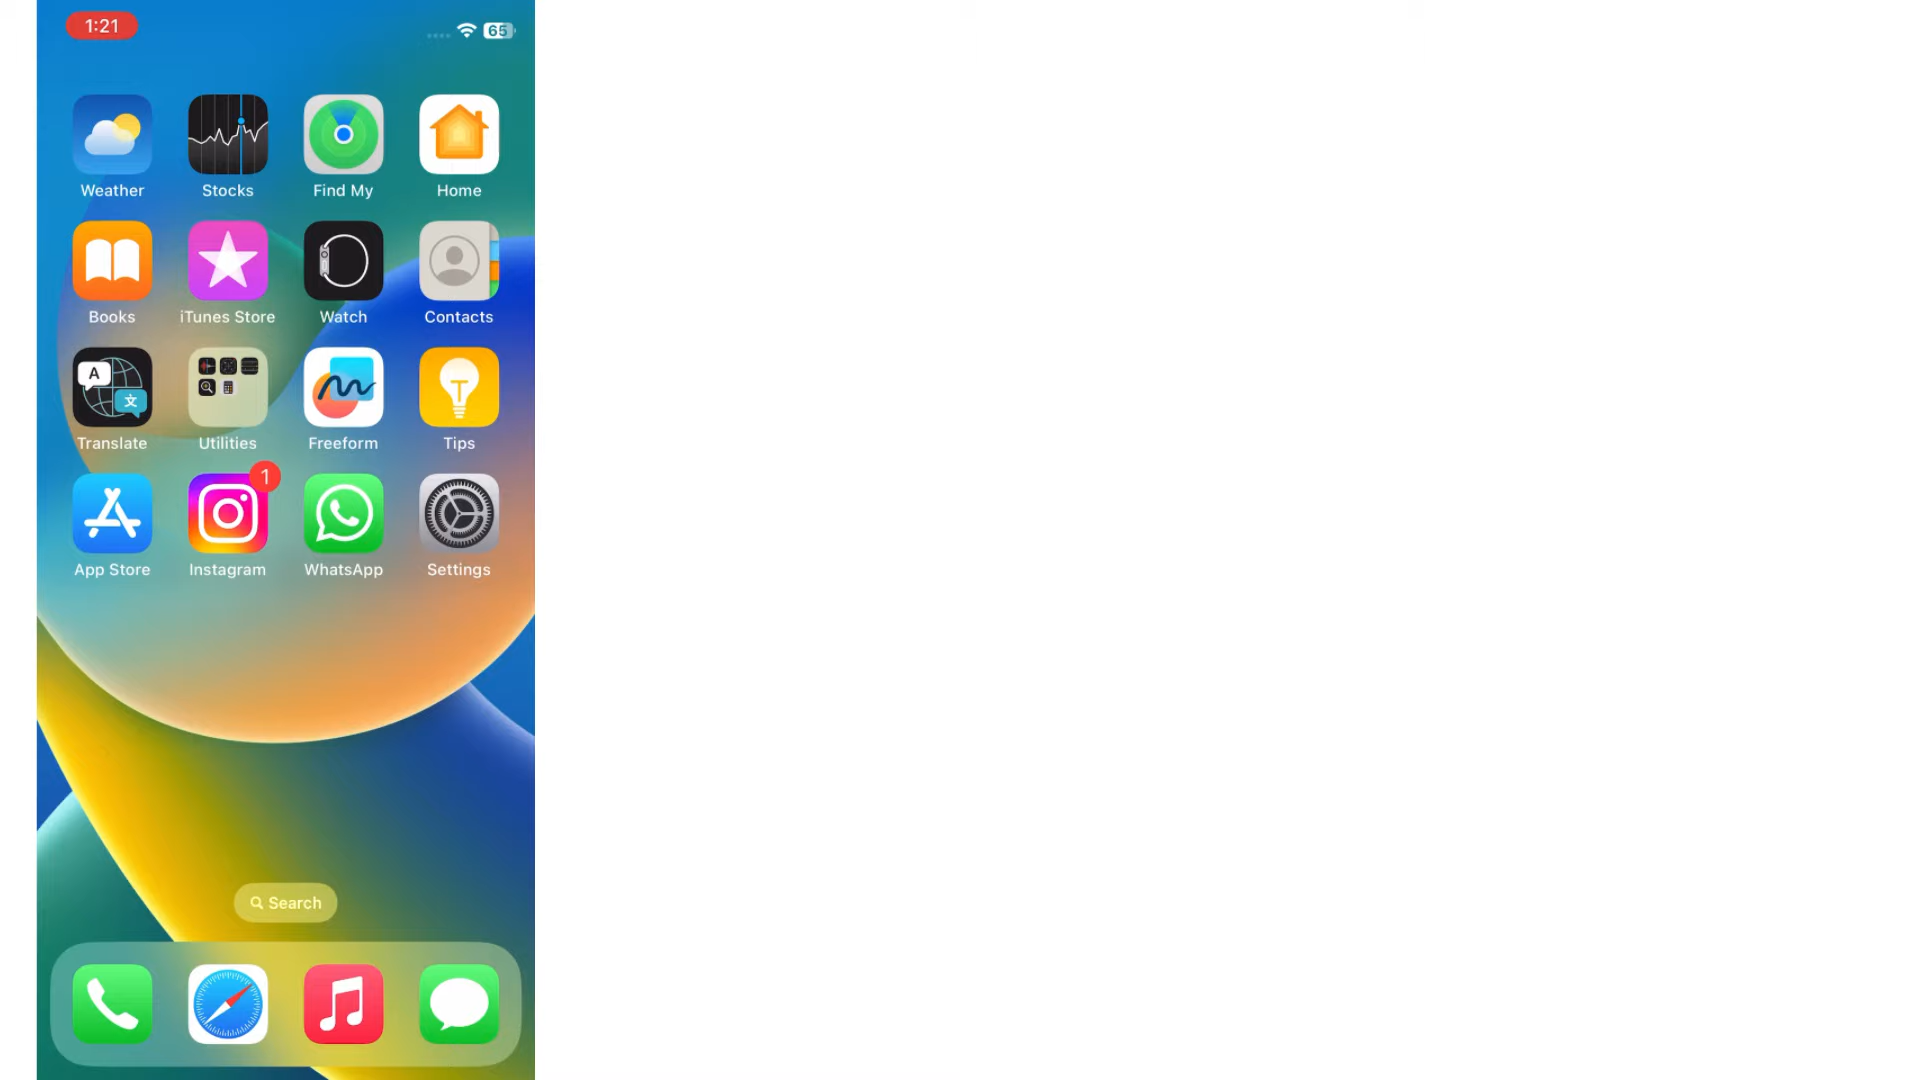 1:21
65
Weather
Stocks
Find My
Home
Books
iTunes Store
Watch
Contacts
A
文
Translate
Utilities
Freeform
Tips
1
App Store
Instagram
WhatsApp
Settings
Search